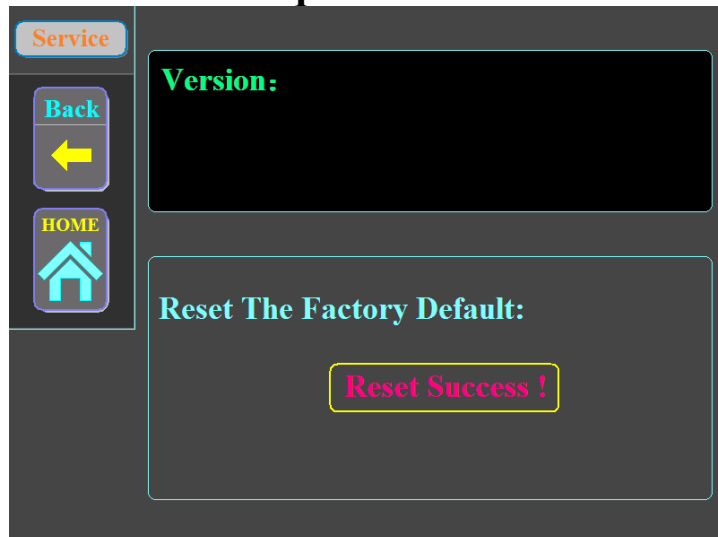 Service
Version：
Back
HOME
Reset The Factory Default:
Reset Success !